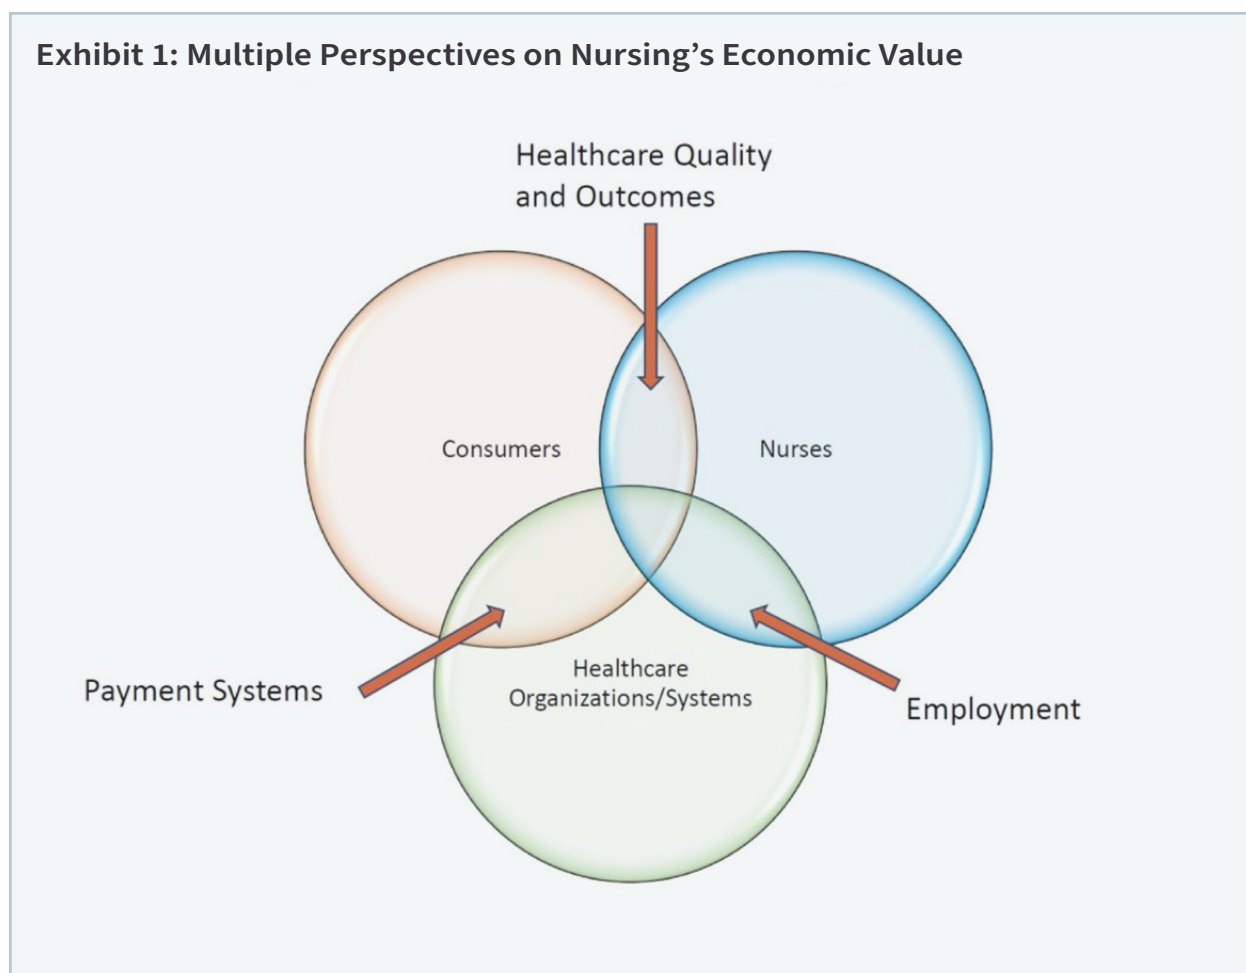 Exhibit 1: Multiple Perspectives on Nursing’s Economic Value
Healthcare Quality
and Outcomes
Consumers
Nurses
Healthcare
Organizations/Systems
Payment Systems
Employment